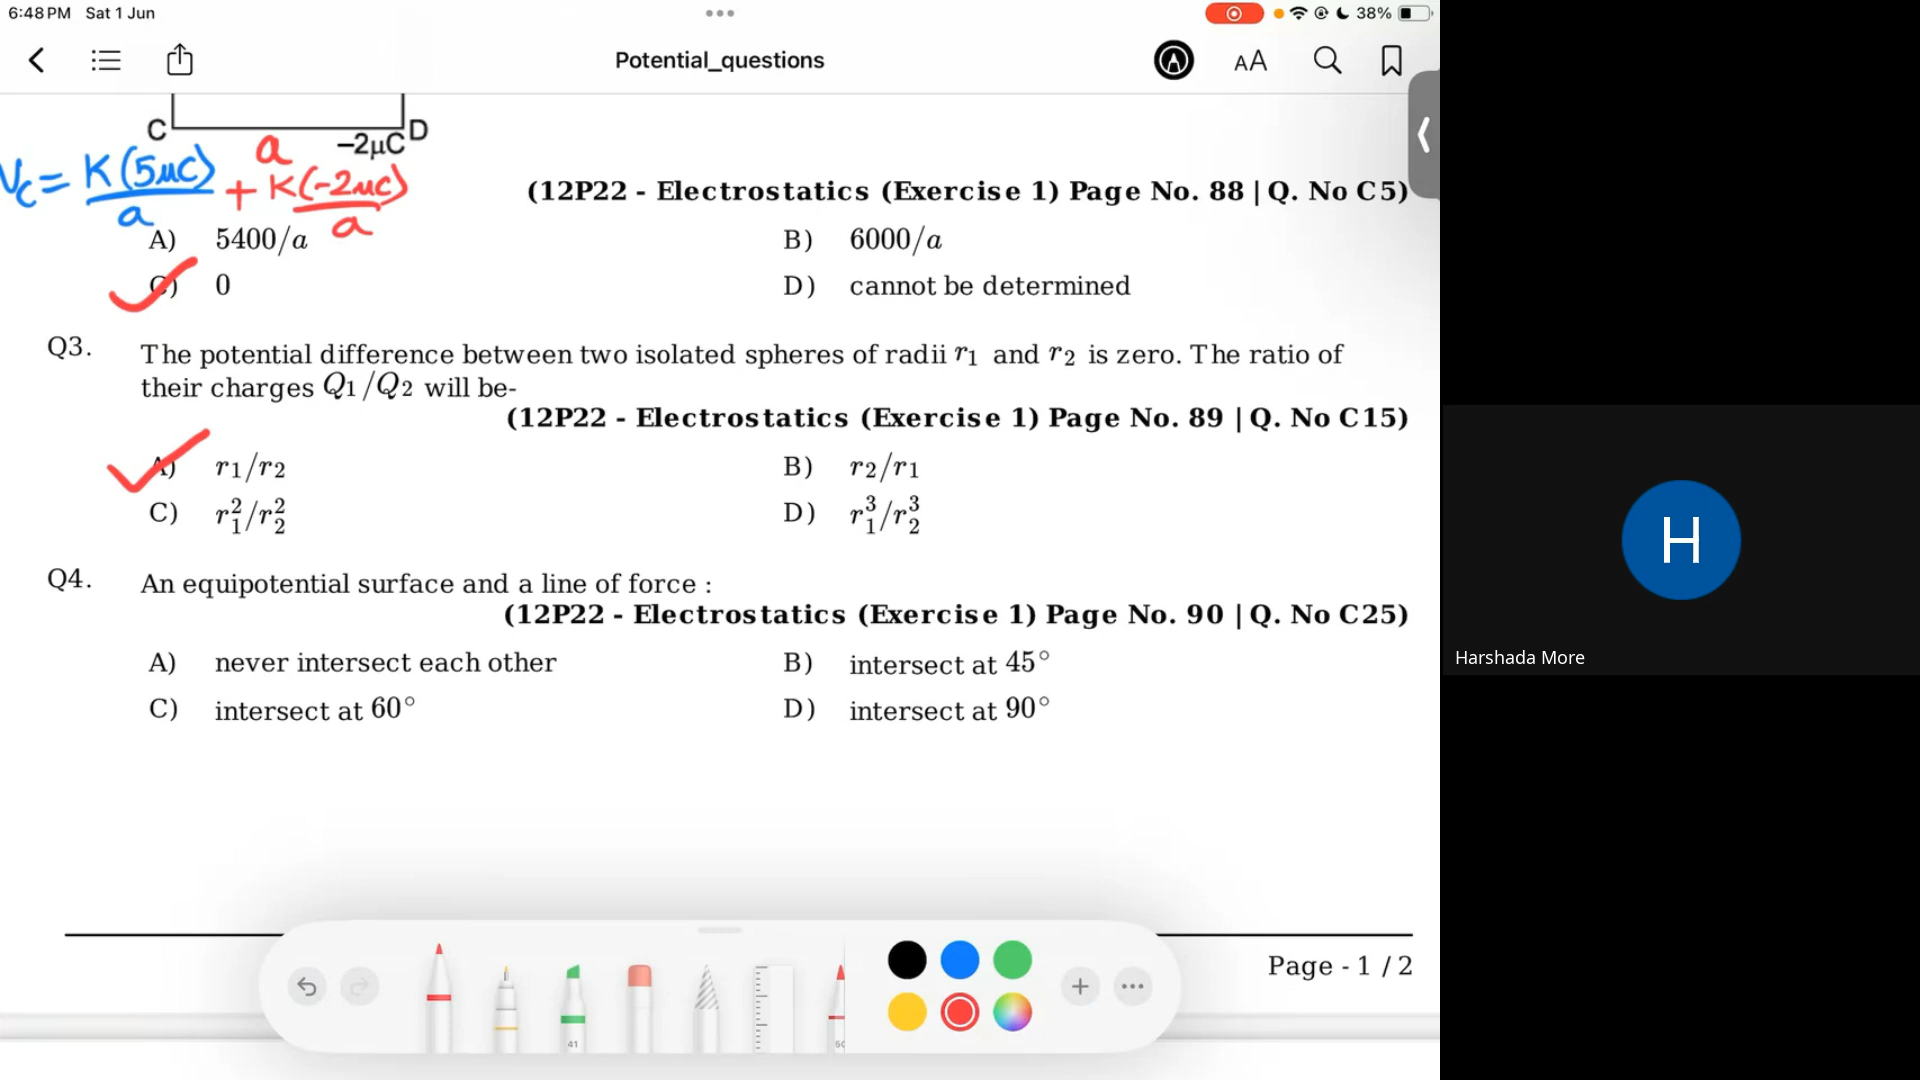 6:48 PM Sat 1 Jun
38%
Potential_questions
AA
C
D
−2μC
a
Vc = K(5μC)/a + K(-2μC)/a
(12P22 - Electrostatics (Exercise 1) Page No. 88 | Q. No C5)
A) 5400/a
B) 6000/a
C) 0
D) cannot be determined
Q3. The potential difference between two isolated spheres of radii r₁ and r₂ is zero. The ratio of
their charges Q₁/Q₂ will be-
(12P22 - Electrostatics (Exercise 1) Page No. 89 | Q. No C15)
A) r₁/r₂
B) r₂/r₁
C) r₁²/r₂²
D) r₁³/r₂³
Q4. An equipotential surface and a line of force :
(12P22 - Electrostatics (Exercise 1) Page No. 90 | Q. No C25)
A) never intersect each other
B) intersect at 45°
C) intersect at 60°
D) intersect at 90°
Page - 1 / 2
41
H
Harshada More